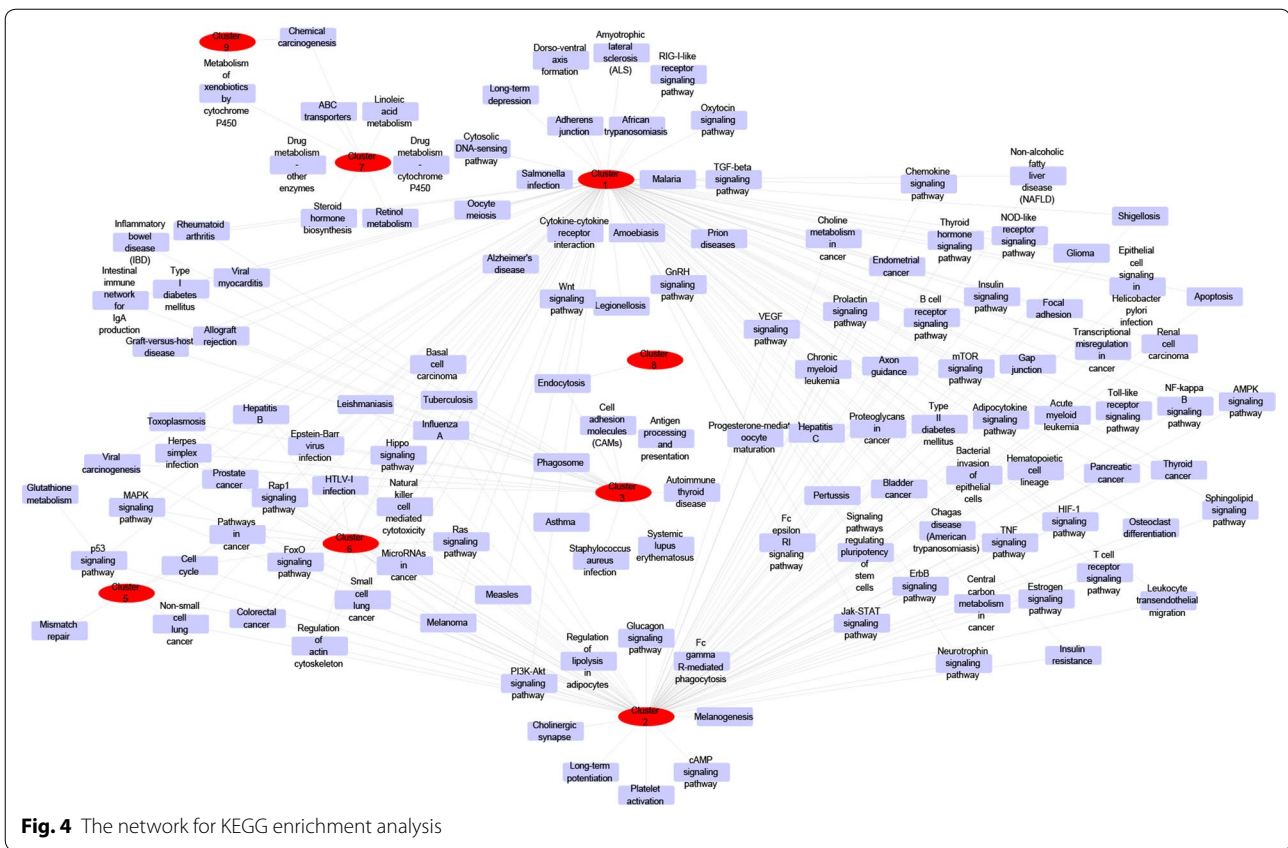 Cluster
9
Chemical
carcinogenesis
Metabolism
of
xenobiotics
by
cytochrome
P450
ABC
transporters
Linoleic
acid
metabolism
Drug
metabolism
-
other
enzymes
Cluster
7
Drug
metabolism
-
cytochrome
P450
Steroid
hormone
biosynthesis
Retinol
metabolism
Dorso-ventral
axis
formation
Amyotrophic
lateral
sclerosis
(ALS)
RIG-I-like
receptor
signaling
pathway
Long-term
depression
Adherens
junction
African
trypanosomiasis
Oxytocin
signaling
pathway
Cytosolic
DNA-sensing
pathway
Salmonella
infection
Cluster
1
Malaria
TGF-beta
signaling
pathway
Oocyte
meiosis
Cytokine-cytokine
receptor
interaction
Amoebiasis
Prion
diseases
Alzheimer's
disease
Wnt
signaling
pathway
Legionellosis
GnRH
signaling
pathway
Chemokine
signaling
pathway
Non-alcoholic
fatty
liver
disease
(NAFLD)
Choline
metabolism
in
cancer
Thyroid
hormone
signaling
pathway
NOD-like
receptor
signaling
pathway
Shigellosis
Endometrial
cancer
Glioma
Epithelial
cell
signaling
in
Helicobacter
pylori
infection
Insulin
signaling
pathway
Apoptosis
Prolactin
signaling
pathway
B cell
receptor
signaling
pathway
Focal
adhesion
VEGF
signaling
pathway
Transcriptional
misregulation
in
cancer
Renal
cell
carcinoma
Chronic
myeloid
leukemia
Axon
guidance
mTOR
signaling
pathway
Gap
junction
AMPK
signaling
pathway
Inflammatory
bowel
disease
(IBD)
Rheumatoid
arthritis
Intestinal
immune
network
for
IgA
production
Type
I
diabetes
mellitus
Viral
myocarditis
Graft-versus-host
disease
Allograft
rejection
Basal
cell
carcinoma
Cluster
8
Endocytosis
Toxoplasmosis
Hepatitis
B
Leishmaniasis
Tuberculosis
Cell
adhesion
molecules
(CAMs)
Antigen
processing
and
presentation
Influenza
A
Herpes
simplex
infection
Epstein-Barr
virus
infection
Hippo
signaling
pathway
Viral
carcinogenesis
Phagosome
Glutathione
metabolism
Prostate
cancer
Rap1
signaling
pathway
HTLV-I
infection
Natural
killer
cell
mediated
cytotoxicity
Cluster
3
Autoimmune
thyroid
disease
MAPK
signaling
pathway
Pathways
in
cancer
Cluster
6
Ras
signaling
pathway
Asthma
Systemic
lupus
erythematosus
Staphylococcus
aureus
infection
p53
signaling
pathway
Cell
cycle
FoxO
signaling
pathway
MicroRNAs
in
cancer
Cluster
5
Small
cell
lung
cancer
Measles
Mismatch
repair
Non-small
cell
lung
cancer
Colorectal
cancer
Melanoma
Regulation
of
actin
cytoskeleton
Progesterone-mediat
oocyte
maturation
Hepatitis
C
Proteoglycans
in
cancer
Type
II
diabetes
mellitus
Adipocytokine
signaling
pathway
Acute
myeloid
leukemia
Toll-like
receptor
signaling
pathway
NF-kappa
B
signaling
pathway
Bacterial
invasion
of
epithelial
cells
Hematopoietic
cell
lineage
Pancreatic
cancer
Thyroid
cancer
Pertussis
Bladder
cancer
Sphingolipid
signaling
pathway
Fc
epsilon
RI
signaling
pathway
Signaling
pathways
regulating
pluripotency
of
stem
cells
Chagas
disease
(American
trypanosomiasis)
TNF
signaling
pathway
HIF-1
signaling
pathway
Osteoclast
differentiation
ErbB
signaling
pathway
Central
carbon
metabolism
in
cancer
Estrogen
signaling
pathway
T cell
receptor
signaling
pathway
Leukocyte
transendothelial
migration
Jak-STAT
signaling
pathway
Neurotrophin
signaling
pathway
Insulin
resistance
PI3K-Akt
signaling
pathway
Regulation
of
lipolysis
in
adipocytes
Glucagon
signaling
pathway
Fc
gamma
R-mediated
phagocytosis
Cluster
2
Melanogenesis
Cholinergic
synapse
Long-term
potentiation
Platelet
activation
cAMP
signaling
pathway
Fig. 4 The network for KEGG enrichment analysis